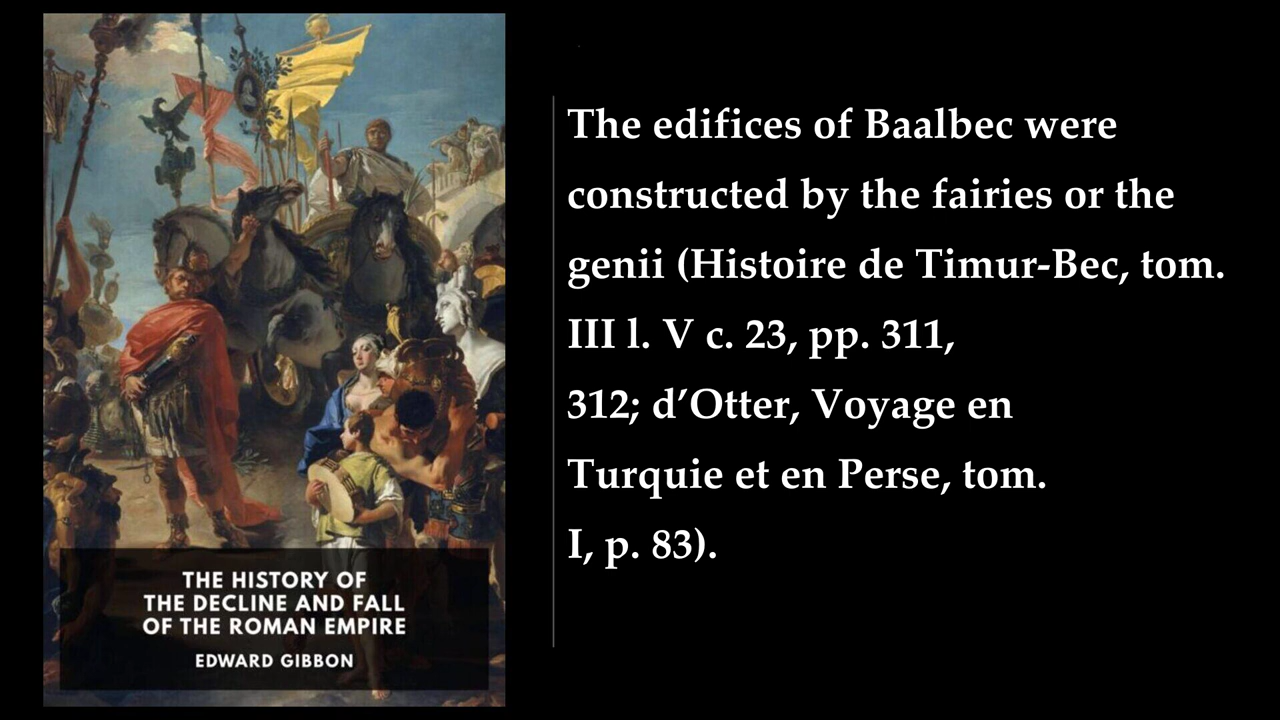 The edifices of Baalbec were
constructed by the fairies or the
genii (Histoire de Timur-Bec, tom.
III l. V c. 23, pp. 311,
312; d’Otter, Voyage en
Turquie et en Perse, tom.
I, p. 83).
THE HISTORY OF
THE DECLINE AND FALL
OF THE ROMAN EMPIRE
EDWARD GIBBON